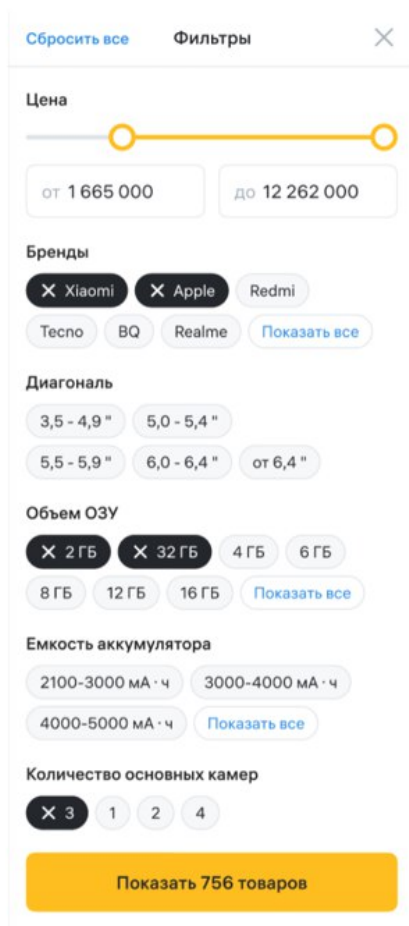 Сбросить все Фильтры
Цена
от 1 665 000 до 12 262 000
Бренды
Xiaomi Apple Redmi
Tecno BQ Realme Показать все
Диагональ
3,5 - 4,9 " 5,0 - 5,4 "
5,5 - 5,9 " 6,0 - 6,4 " от 6,4 "
Объем ОЗУ
2 ГБ 32 ГБ 4 ГБ 6 ГБ
8 ГБ 12 ГБ 16 ГБ Показать все
Емкость аккумулятора
2100-3000 мА · ч 3000-4000 мА · ч
4000-5000 мА · ч Показать все
Количество основных камер
3 1 2 4
Показать 756 товаров